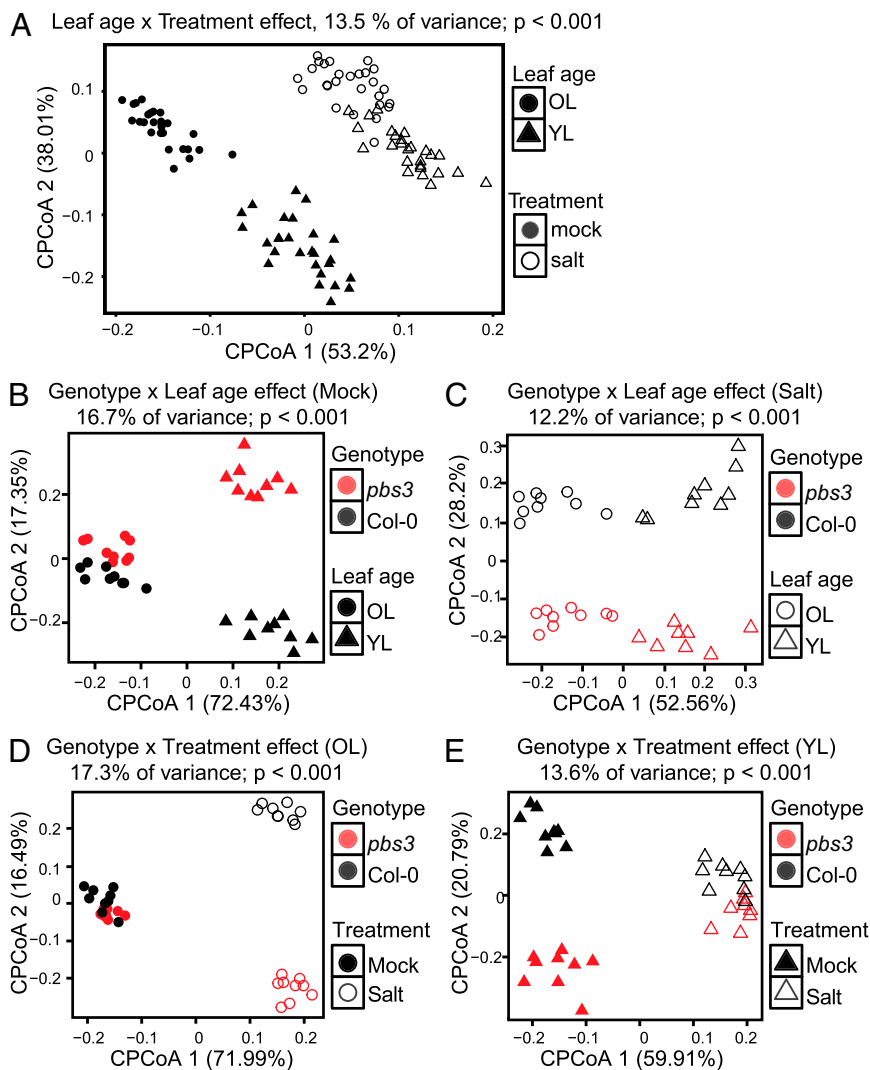 A Leaf age x Treatment effect, 13.5 % of variance; p < 0.001
CPCoA 2 (38.01%)
0.1
0
−0.1
−0.2
−0.2 −0.1 0 0.1 0.2
CPCoA 1 (53.2%)
Leaf age
OL
YL
Treatment
mock
salt
B Genotype x Leaf age effect (Mock)
16.7% of variance; p < 0.001
CPCoA 2 (17.35%)
0.2
0
−0.2
−0.2 −0.1 0 0.1 0.2
CPCoA 1 (72.43%)
Genotype
pbs3
Col-0
Leaf age
OL
YL
C Genotype x Leaf age effect (Salt)
12.2% of variance; p < 0.001
CPCoA 2 (28.2%)
0.3
0.2
0.1
0
−0.1
−0.2
−0.2 −0.1 0 0.1 0.2 0.3
CPCoA 1 (52.56%)
Genotype
pbs3
Col-0
Leaf age
OL
YL
D Genotype x Treatment effect (OL)
17.3% of variance; p < 0.001
CPCoA 2 (16.49%)
0.2
0.1
0
−0.1
−0.2
−0.2 −0.1 0 0.1 0.2
CPCoA 1 (71.99%)
Genotype
pbs3
Col-0
Treatment
Mock
Salt
E Genotype x Treatment effect (YL)
13.6% of variance; p < 0.001
CPCoA 2 (20.79%)
0.2
0
−0.2
−0.2 −0.1 0 0.1 0.2
CPCoA 1 (59.91%)
Genotype
pbs3
Col-0
Treatment
Mock
Salt